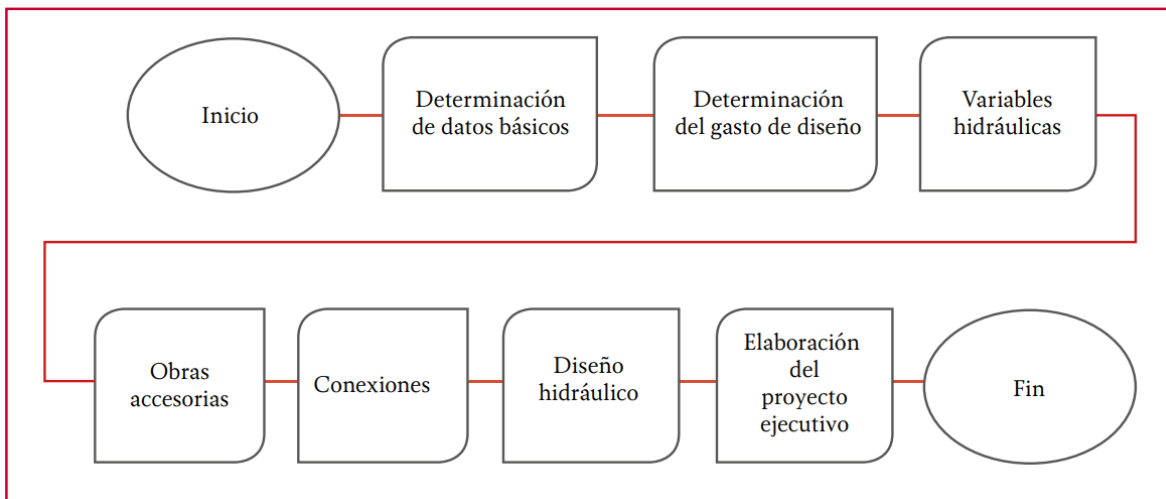 Inicio
Determinación
de datos básicos
Determinación
del gasto de diseño
Variables
hidráulicas
Obras
accesorias
Conexiones
Diseño
hidráulico
Elaboración
del
proyecto
ejecutivo
Fin